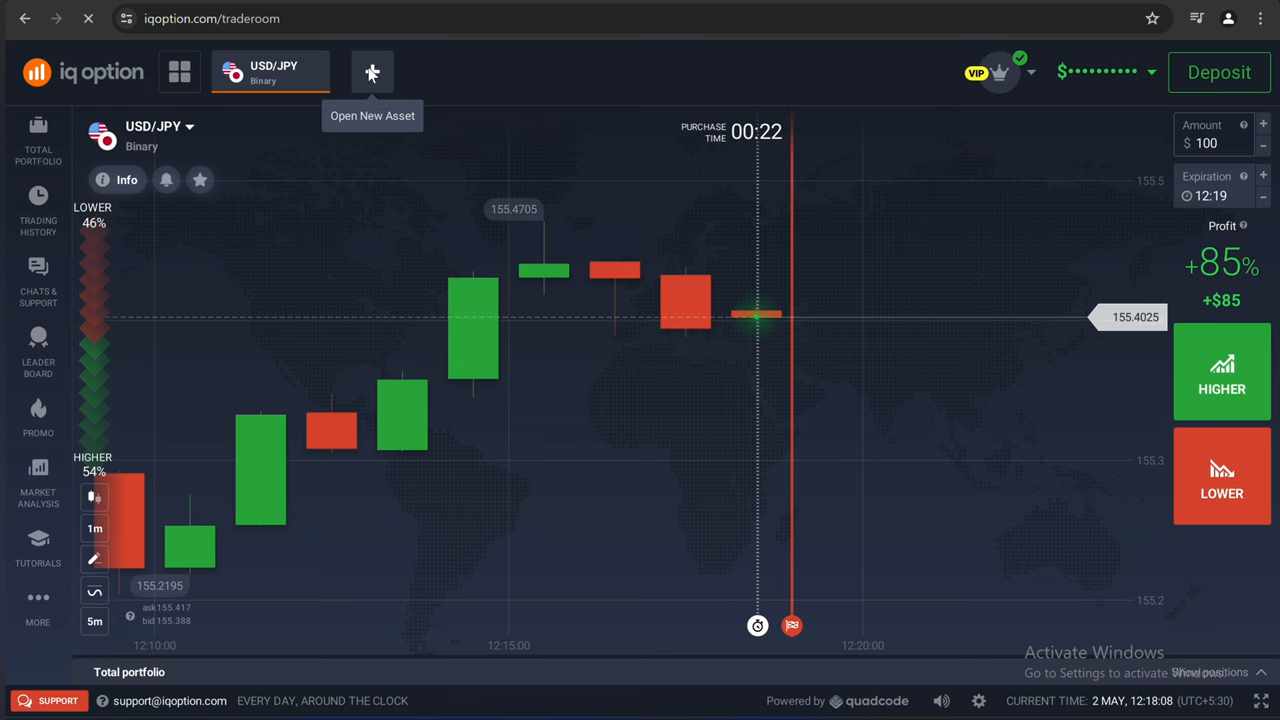 iqoption.com/traderoom
iq option
USD/JPY
Binary
VIP
$••••••••••
Deposit
Open New Asset
USD/JPY
Binary
Info
PURCHASE
TIME
00:22
Amount
$ 100
Expiration
12:19
Profit
+85%
+$85
HIGHER
LOWER
TOTAL
PORTFOLIO
TRADING
HISTORY
CHATS &
SUPPORT
LEADER
BOARD
PROMO
MARKET
ANALYSIS
TUTORIALS
MORE
LOWER
46%
HIGHER
54%
1m
5m
155.4705
155.2195
ask155.417
bid 155.388
155.5
155.4025
155.3
155.2
12:10:00
12:15:00
12:20:00
Total portfolio
Show positions
Activate Windows
Go to Settings to activate Windows.
SUPPORT
support@iqoption.com
EVERY DAY, AROUND THE CLOCK
Powered by quadcode
CURRENT TIME: 2 MAY, 12:18:08 (UTC+5:30)